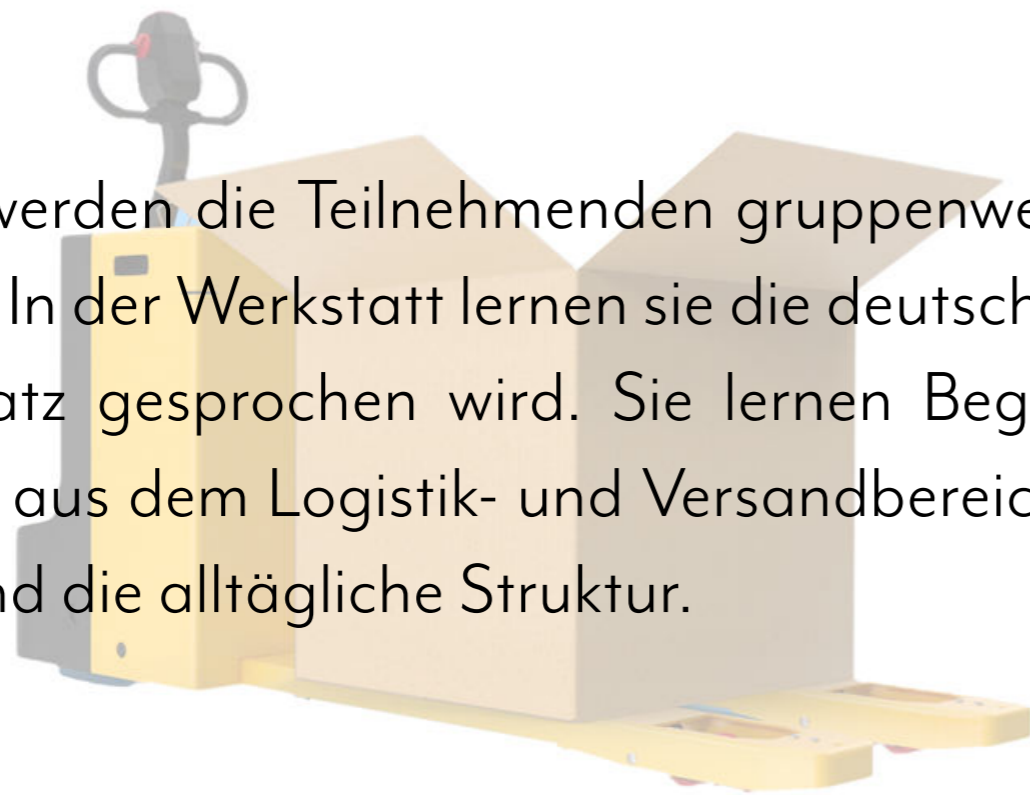 werden die Teilnehmenden gruppenwe
In der Werkstatt lernen sie die deutsch
atz gesprochen wird. Sie lernen Beg
aus dem Logistik- und Versandbereic
nd die alltägliche Struktur.